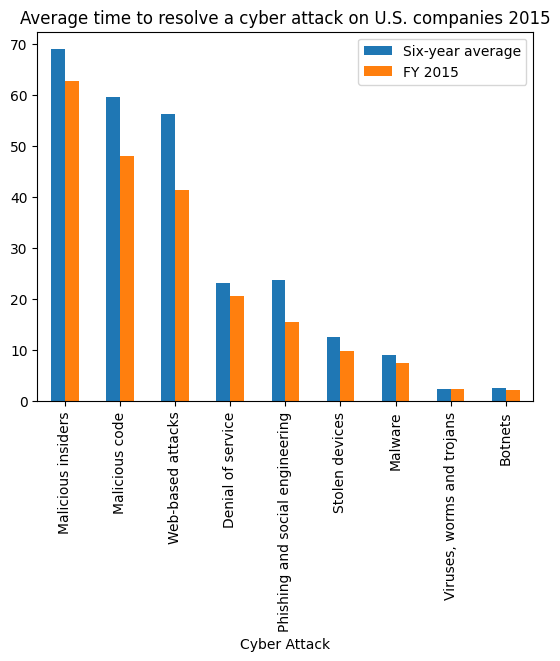 Average time to resolve a cyber attack on U.S. companies 2015
Six-year average
FY 2015
70
60
50
40
30
20
10
0
Malicious insiders
Malicious code
Web-based attacks
Denial of service
Phishing and social engineering
Stolen devices
Malware
Viruses, worms and trojans
Botnets
Cyber Attack